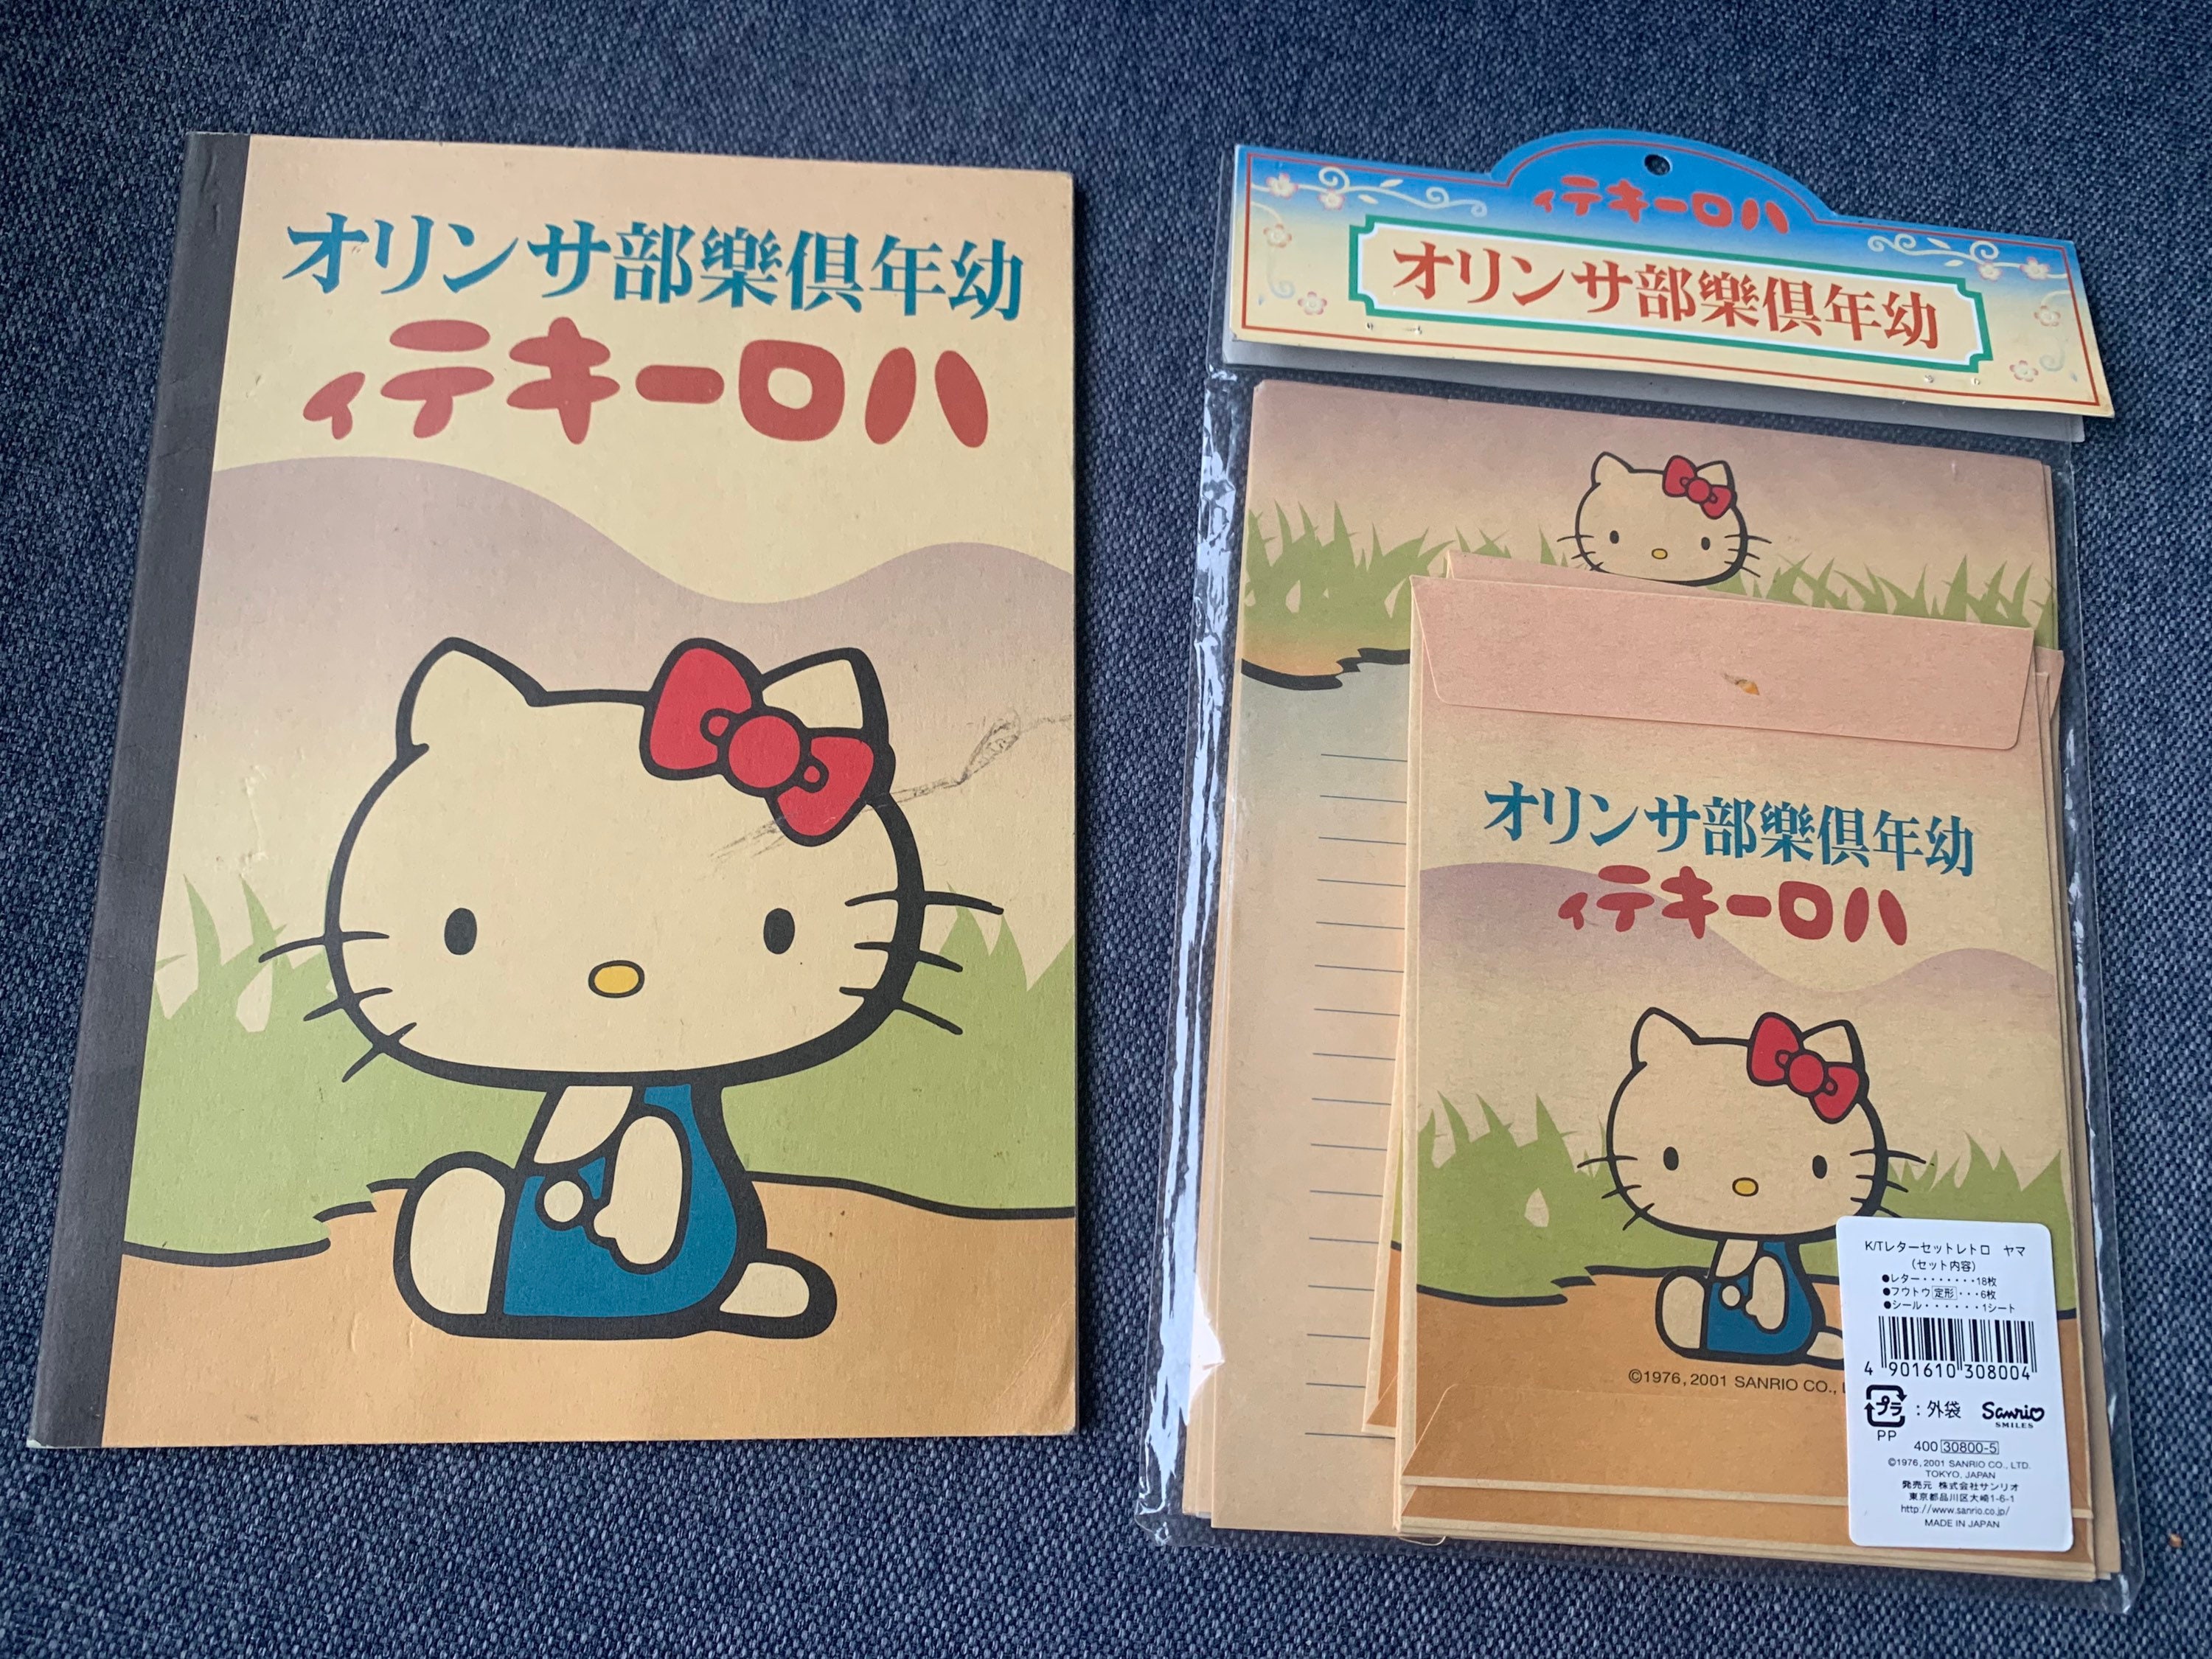 幼年倶樂部サンリオ
ハローキティ
ハローキティ
幼年倶樂部サンリオ
幼年倶樂部サンリオ
ハローキティ
©1976, 2001 SANRIO CO.,
K/Tレターセットレトロ ヤマ
（セット内容）
●レター・・・・・・・18枚
●フウトウ定形・・・6枚
●シール・・・・・・1シート
4 901610 308004
プラ：外袋 Sanrio
SMILES
PP
400 30800-5
©1976, 2001 SANRIO CO., LTD.
TOKYO, JAPAN
発売元 株式会社サンリオ
東京都品川区大崎1-6-1
http://www.sanrio.co.jp/
MADE IN JAPAN